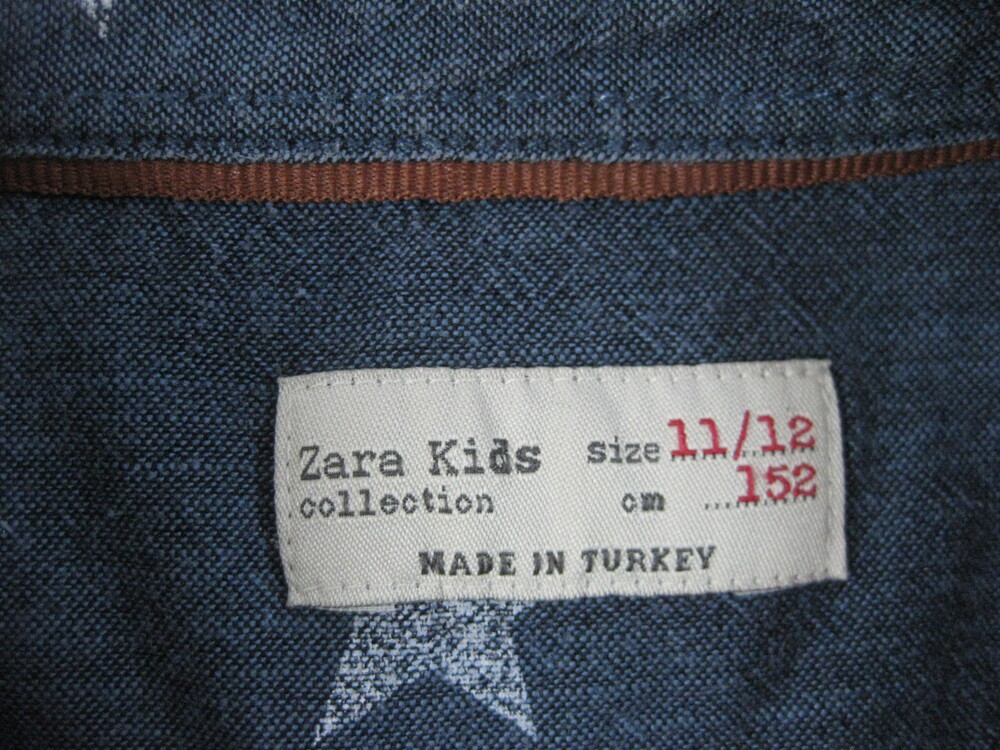 Zara Kids size 11/12
collection cm 152
MADE IN TURKEY